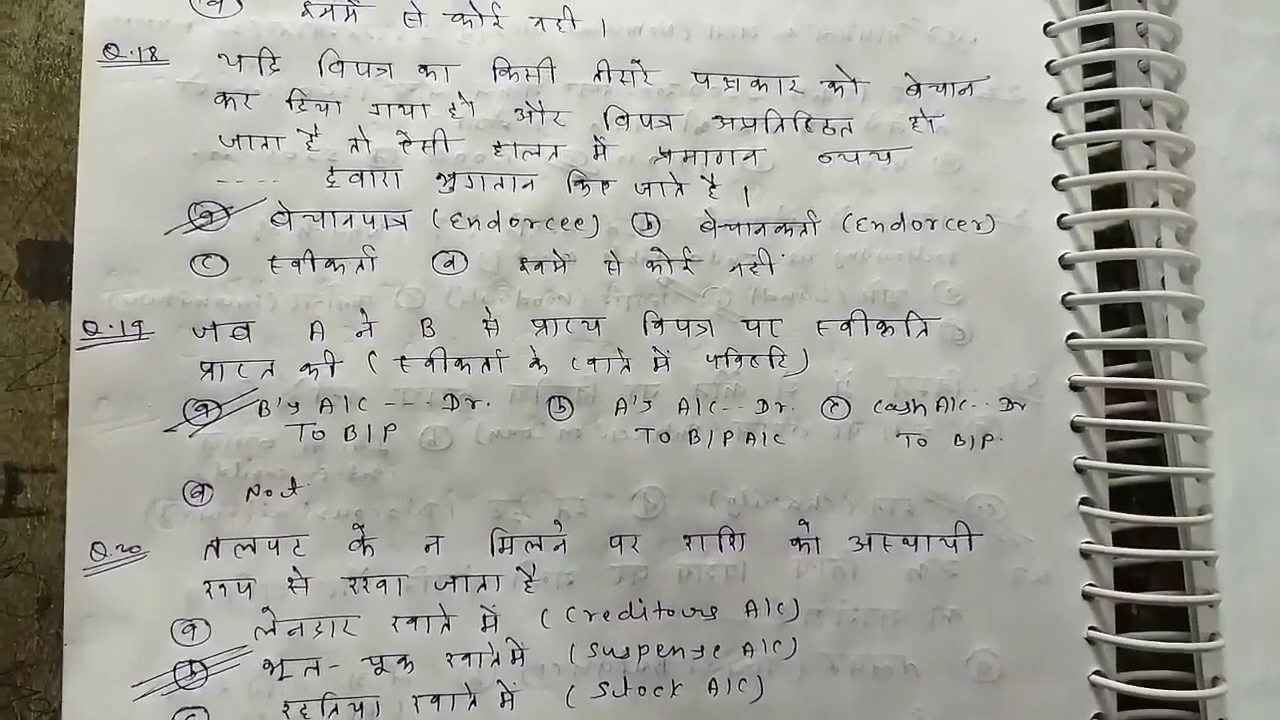 (d) इनमें से कोई नहीं ।
Q.18 यदि विपत्र का किसी तीसरे पक्षकार को बेचान
कर दिया गया हो और विपत्र अप्रतिष्ठित हो
जाता है तो ऐसी हालत में प्रमाणन व्यय
---- द्वारा भुगतान किए जाते है ।
(a) बेचानपात्र (Endorcee) (b) बेचानकर्ता (Endorcer)
(c) स्वीकर्ता (d) इनमें से कोई नहीं
Q.19 जब A ने B से प्राप्य विपत्र पर स्वीकृति
प्राप्त की (स्वीकर्ता के खाते में प्रविष्टि)
(a) B's A/C --- Dr. (b) A's A/C-- Dr. (c) Cash A/C-- Dr
TO B/P TO B/P A/C TO B/P.
(d) Not
Q.20 तलपट के न मिलने पर राशि को अस्थायी
रूप से रखा जाता है
(a) लेनदार खाते में (Creditours A/C)
(b) भूल-चूक खाते में (Suspense A/C)
(c) रहतिया खाते में (Sctock A/C)